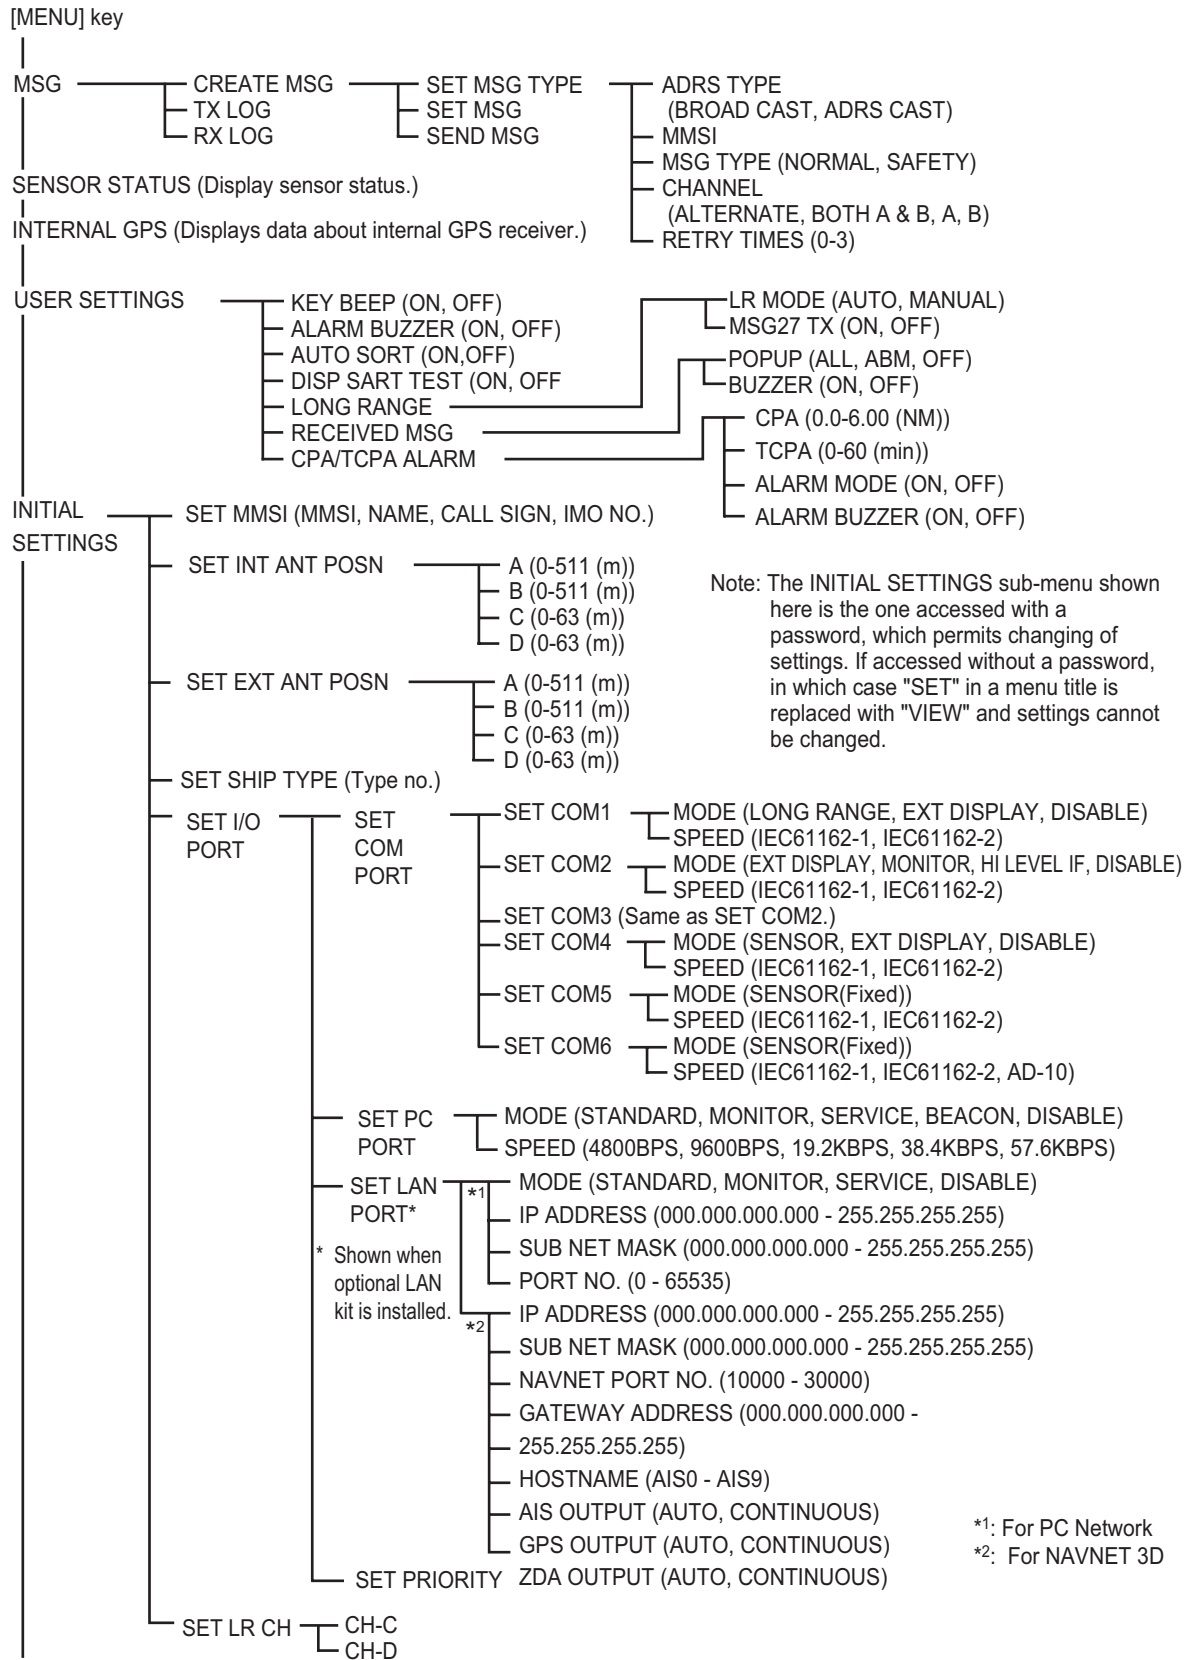 [MENU] key
MSG
CREATE MSG
TX LOG
RX LOG
SET MSG TYPE
SET MSG
SEND MSG
ADRS TYPE
(BROAD CAST, ADRS CAST)
MMSI
MSG TYPE (NORMAL, SAFETY)
CHANNEL
(ALTERNATE, BOTH A & B, A, B)
RETRY TIMES (0-3)
SENSOR STATUS (Display sensor status.)
INTERNAL GPS (Displays data about internal GPS receiver.)
USER SETTINGS
KEY BEEP (ON, OFF)
ALARM BUZZER (ON, OFF)
AUTO SORT (ON,OFF)
DISP SART TEST (ON, OFF
LONG RANGE
RECEIVED MSG
CPA/TCPA ALARM
LR MODE (AUTO, MANUAL)
MSG27 TX (ON, OFF)
POPUP (ALL, ABM, OFF)
BUZZER (ON, OFF)
CPA (0.0-6.00 (NM))
TCPA (0-60 (min))
ALARM MODE (ON, OFF)
ALARM BUZZER (ON, OFF)
INITIAL
SETTINGS
SET MMSI (MMSI, NAME, CALL SIGN, IMO NO.)
SET INT ANT POSN
A (0-511 (m))
B (0-511 (m))
C (0-63 (m))
D (0-63 (m))
Note: The INITIAL SETTINGS sub-menu shown
here is the one accessed with a
password, which permits changing of
settings. If accessed without a password,
in which case "SET" in a menu title is
replaced with "VIEW" and settings cannot
be changed.
SET EXT ANT POSN
A (0-511 (m))
B (0-511 (m))
C (0-63 (m))
D (0-63 (m))
SET SHIP TYPE (Type no.)
SET I/O
PORT
SET
COM
PORT
SET COM1
MODE (LONG RANGE, EXT DISPLAY, DISABLE)
SPEED (IEC61162-1, IEC61162-2)
SET COM2
MODE (EXT DISPLAY, MONITOR, HI LEVEL IF, DISABLE)
SPEED (IEC61162-1, IEC61162-2)
SET COM3 (Same as SET COM2.)
SET COM4
MODE (SENSOR, EXT DISPLAY, DISABLE)
SPEED (IEC61162-1, IEC61162-2)
SET COM5
MODE (SENSOR(Fixed))
SPEED (IEC61162-1, IEC61162-2)
SET COM6
MODE (SENSOR(Fixed))
SPEED (IEC61162-1, IEC61162-2, AD-10)
SET PC
PORT
MODE (STANDARD, MONITOR, SERVICE, BEACON, DISABLE)
SPEED (4800BPS, 9600BPS, 19.2KBPS, 38.4KBPS, 57.6KBPS)
SET LAN
PORT*
* Shown when
optional LAN
kit is installed.
*1
MODE (STANDARD, MONITOR, SERVICE, DISABLE)
IP ADDRESS (000.000.000.000 - 255.255.255.255)
SUB NET MASK (000.000.000.000 - 255.255.255.255)
PORT NO. (0 - 65535)
*2
IP ADDRESS (000.000.000.000 - 255.255.255.255)
SUB NET MASK (000.000.000.000 - 255.255.255.255)
NAVNET PORT NO. (10000 - 30000)
GATEWAY ADDRESS (000.000.000.000 -
255.255.255.255)
HOSTNAME (AIS0 - AIS9)
AIS OUTPUT (AUTO, CONTINUOUS)
GPS OUTPUT (AUTO, CONTINUOUS)
ZDA OUTPUT (AUTO, CONTINUOUS)
*1: For PC Network
*2: For NAVNET 3D
SET PRIORITY
SET LR CH
CH-C
CH-D